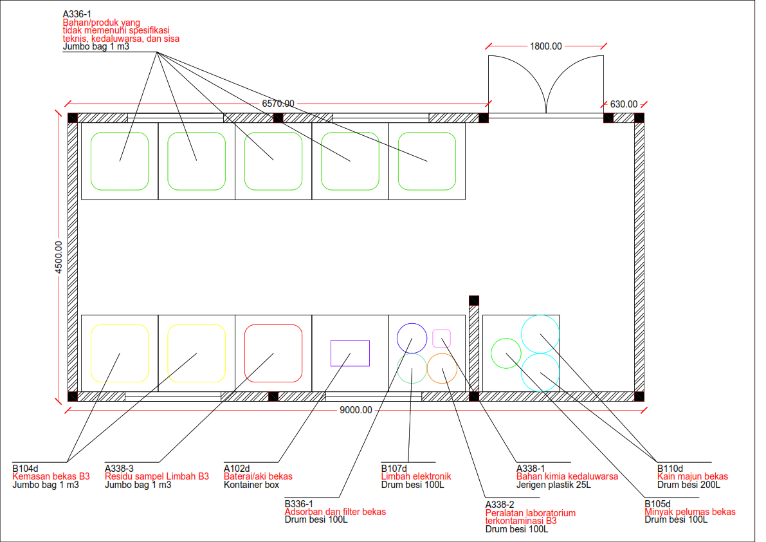 A336-1
Bahan/produk yang
tidak memenuhi spesifikasi
teknis, kedaluwarsa, dan sisa
Jumbo bag 1 m3
1800.00
6570.00
630.00
4500.00
9000.00
B104d
Kemasan bekas B3
Jumbo bag 1 m3
A338-3
Residu sampel Limbah B3
Jumbo bag 1 m3
A102d
Baterai/aki bekas
Kontainer box
B107d
Limbah elektronik
Drum besi 100L
A338-1
Bahan kimia kedaluwarsa
Jerigen plastik 25L
B110d
Kain majun bekas
Drum besi 200L
B336-1
Adsorban dan filter bekas
Drum besi 100L
A338-2
Peralatan laboratorium
terkontaminasi B3
Drum besi 100L
B105d
Minyak pelumas bekas
Drum besi 100L